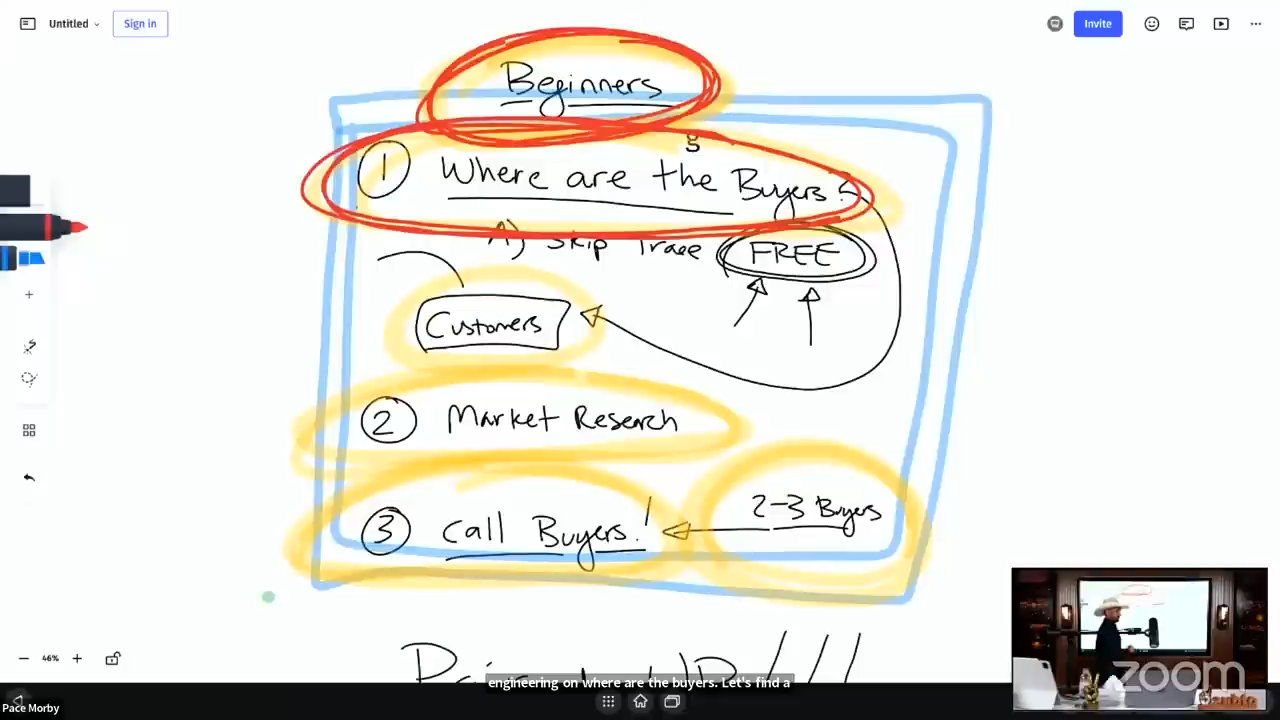 Untitled
Sign in
Invite
Beginners
g
1 Where are the Buyers?
A) Skip Trace FREE
Customers
2 Market Research
3 Call Buyers!
2-3 Buyers
46%
engineering on where are the buyers. Let's find a
zoom
Pace Morby